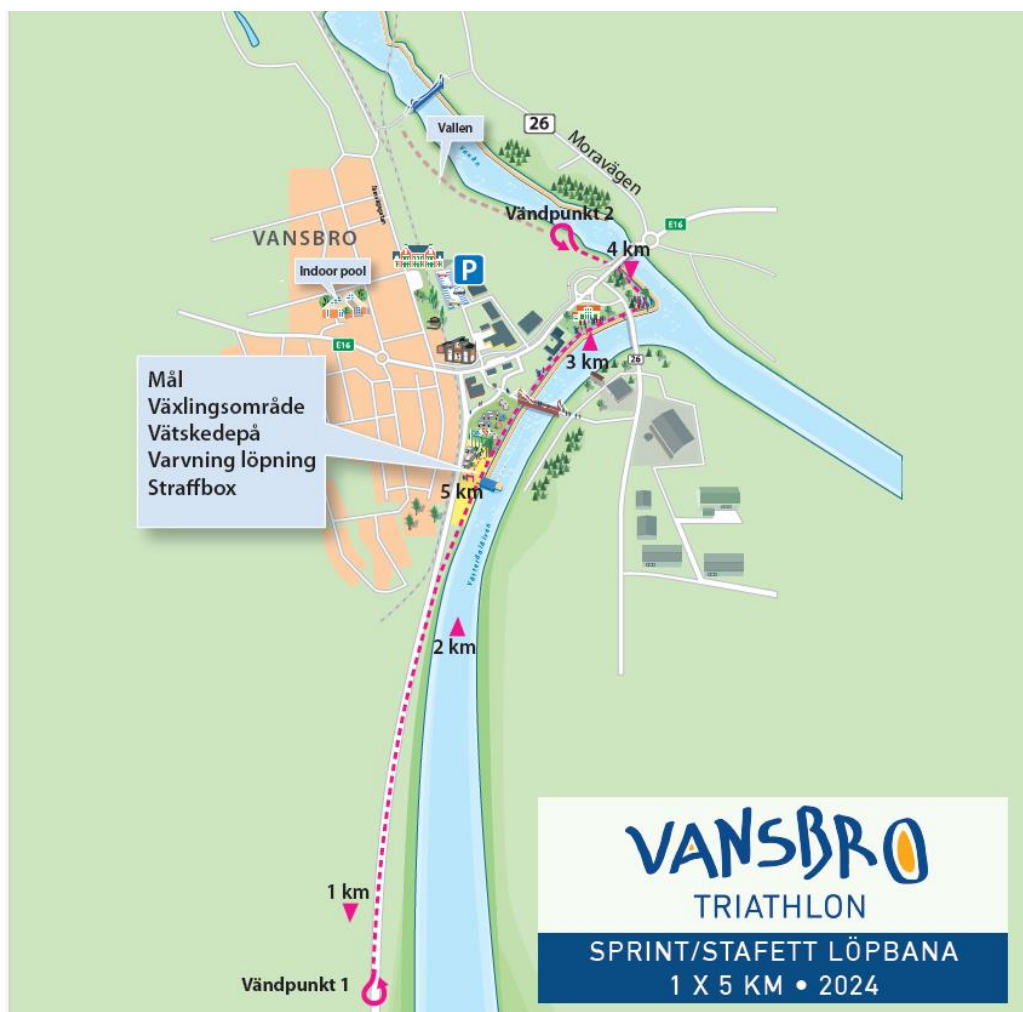 Vallen
26
Moravägen
Vändpunkt 2
E16
VANSBRO
4 km
P
Indoor pool
E16
3 km
26
Mål
Växlingsområde
Vätskedepå
Varvning löpning
Straffbox
5 km
Västerdalälven
2 km
1 km
Vändpunkt 1
VANSBRO
TRIATHLON
SPRINT/STAFETT LÖPBANA
1 X 5 KM • 2024